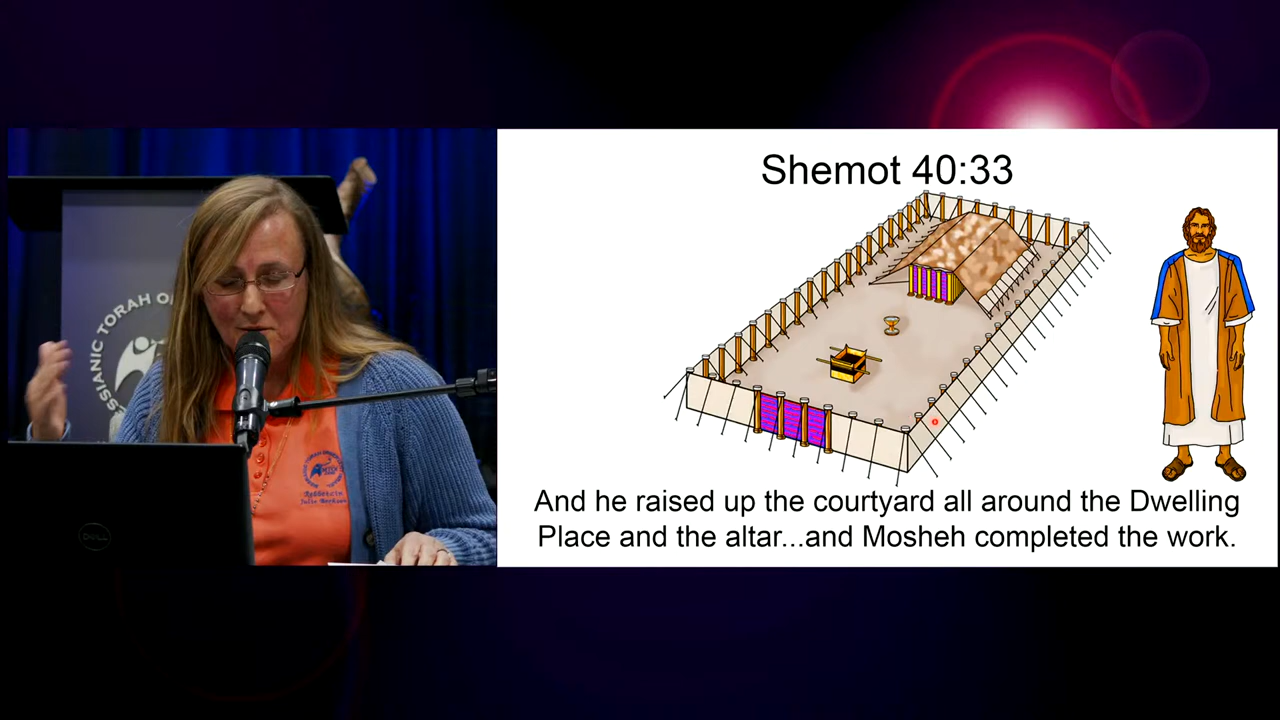 Shemot 40:33
And he raised up the courtyard all around the Dwelling
Place and the altar...and Mosheh completed the work.
SSIANIC TORAH O
DELL